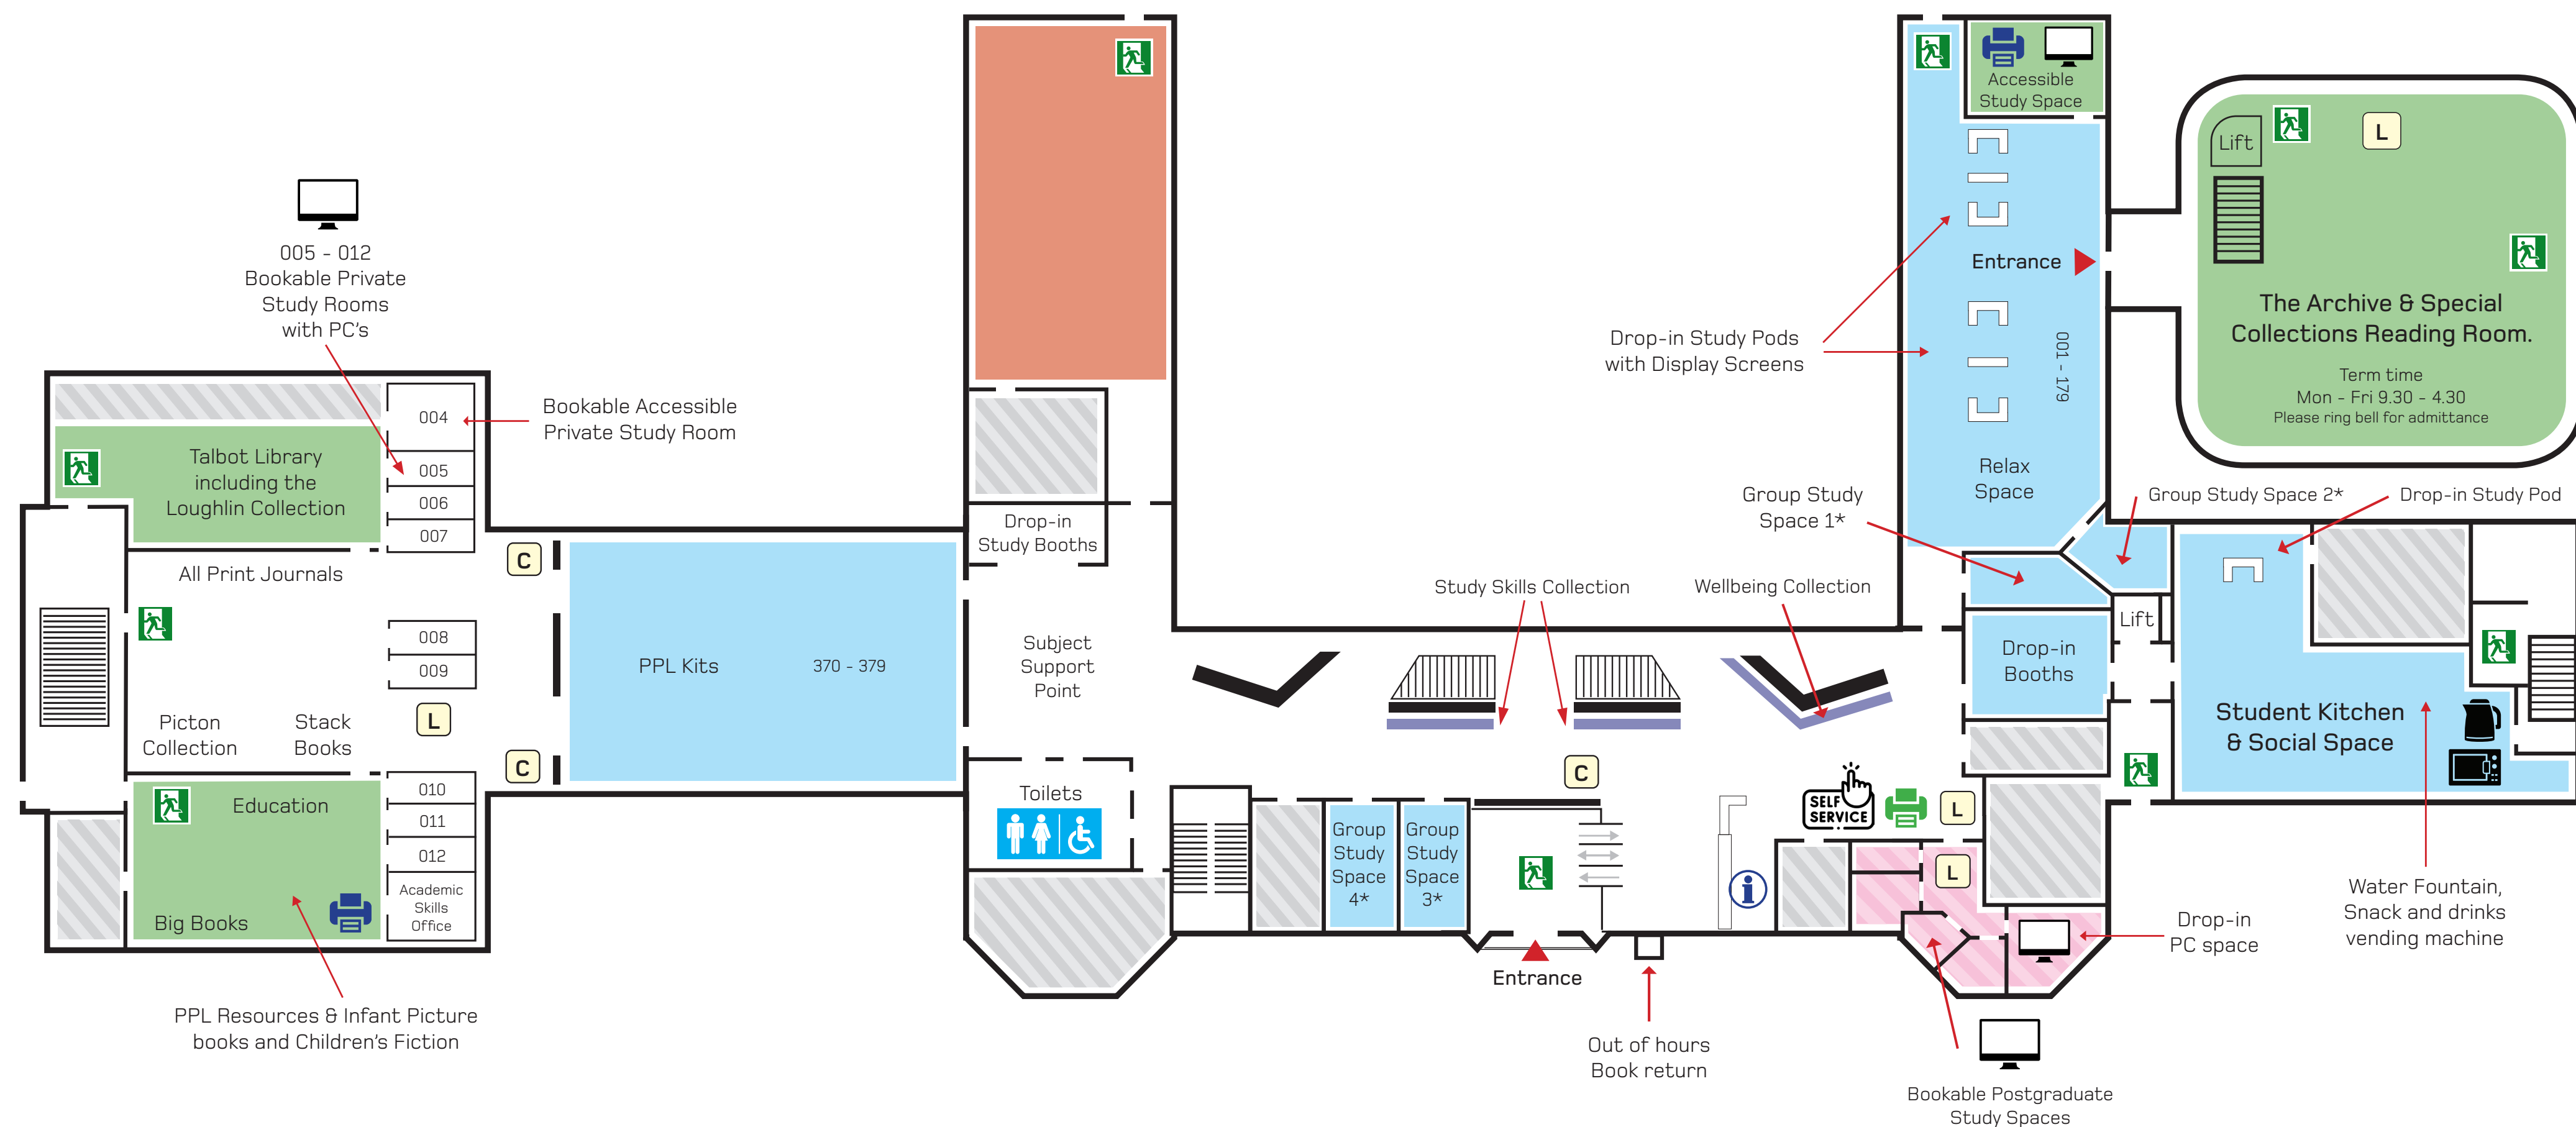 005 - 012
Bookable Private
Study Rooms
with PC's
004
005
006
007
Bookable Accessible
Private Study Room
Talbot Library
including the
Loughlin Collection
All Print Journals
C
008
009
L
Picton
Collection
Stack
Books
C
Education
Big Books
010
011
012
Academic
Skills
Office
PPL Resources & Infant Picture
books and Children's Fiction
PPL Kits
370 - 379
Drop-in
Study Booths
Subject
Support
Point
Toilets
Study Skills Collection
Wellbeing Collection
C
Group
Study
Space
4*
Group
Study
Space
3*
Entrance
Out of hours
Book return
i
SELF
SERVICE
L
L
Drop-in
PC space
Bookable Postgraduate
Study Spaces
Accessible
Study Space
Entrance
Drop-in Study Pods
with Display Screens
001 - 179
Relax
Space
Group Study
Space 1*
Group Study Space 2*
Drop-in Study Pod
Lift
Drop-in
Booths
Student Kitchen
& Social Space
Water Fountain,
Snack and drinks
vending machine
Lift
L
The Archive & Special
Collections Reading Room.
Term time
Mon - Fri 9.30 - 4.30
Please ring bell for admittance